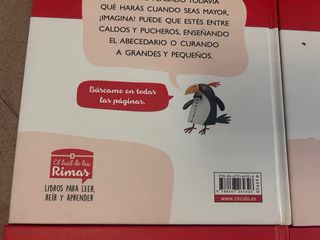 QUÉ HARÁS CUANDO SEAS MAYOR.
¡IMAGINA! PUEDE QUE ESTÉS ENTRE
CALDOS Y PUCHEROS, ENSEÑANDO
EL ABECEDARIO O CURANDO
A GRANDES Y PEQUEÑOS.
Búscame en todas
las páginas.
El baúl de las
Rimas
LIBROS PARA LEER,
REÍR Y APRENDER
www.circulo.es